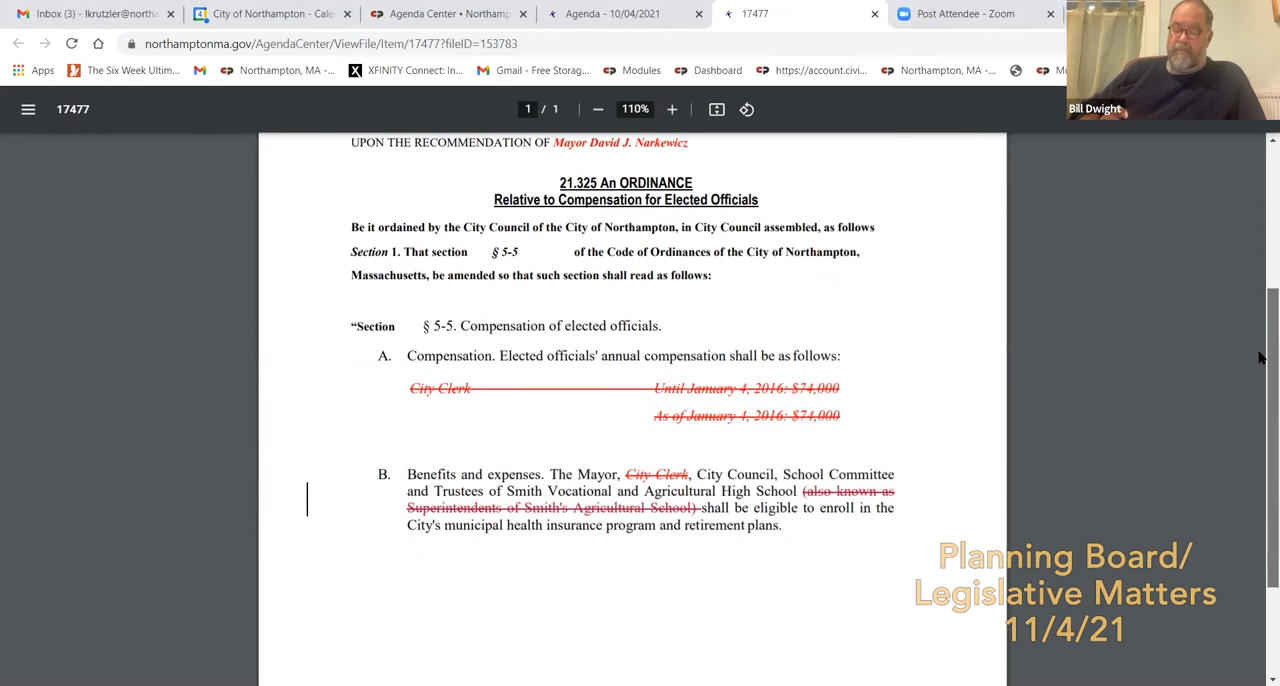 Inbox (3) - lkrutzler@northa
City of Northampton - Cale
Agenda Center • Northamp
Agenda - 10/04/2021
17477
Post Attendee - Zoom
northamptonma.gov/AgendaCenter/ViewFile/Item/17477?fileID=153783
Apps
The Six Week Ultim...
Northampton, MA -...
XFINITY Connect: In...
Gmail - Free Storag...
Modules
Dashboard
https://account.civi...
Northampton, MA -...
Mo
Bill Dwight
17477
1 / 1
110%
UPON THE RECOMMENDATION OF Mayor David J. Narkewicz
21.325 An ORDINANCE
Relative to Compensation for Elected Officials
Be it ordained by the City Council of the City of Northampton, in City Council assembled, as follows
Section 1. That section § 5-5 of the Code of Ordinances of the City of Northampton,
Massachusetts, be amended so that such section shall read as follows:
“Section § 5-5. Compensation of elected officials.
A. Compensation. Elected officials' annual compensation shall be as follows:
City Clerk Until January 4, 2016: $74,000
As of January 4, 2016: $74,000
B. Benefits and expenses. The Mayor, City Clerk, City Council, School Committee
and Trustees of Smith Vocational and Agricultural High School (also known as
Superintendents of Smith's Agricultural School) shall be eligible to enroll in the
City's municipal health insurance program and retirement plans.
Planning Board/
Legislative Matters
11/4/21